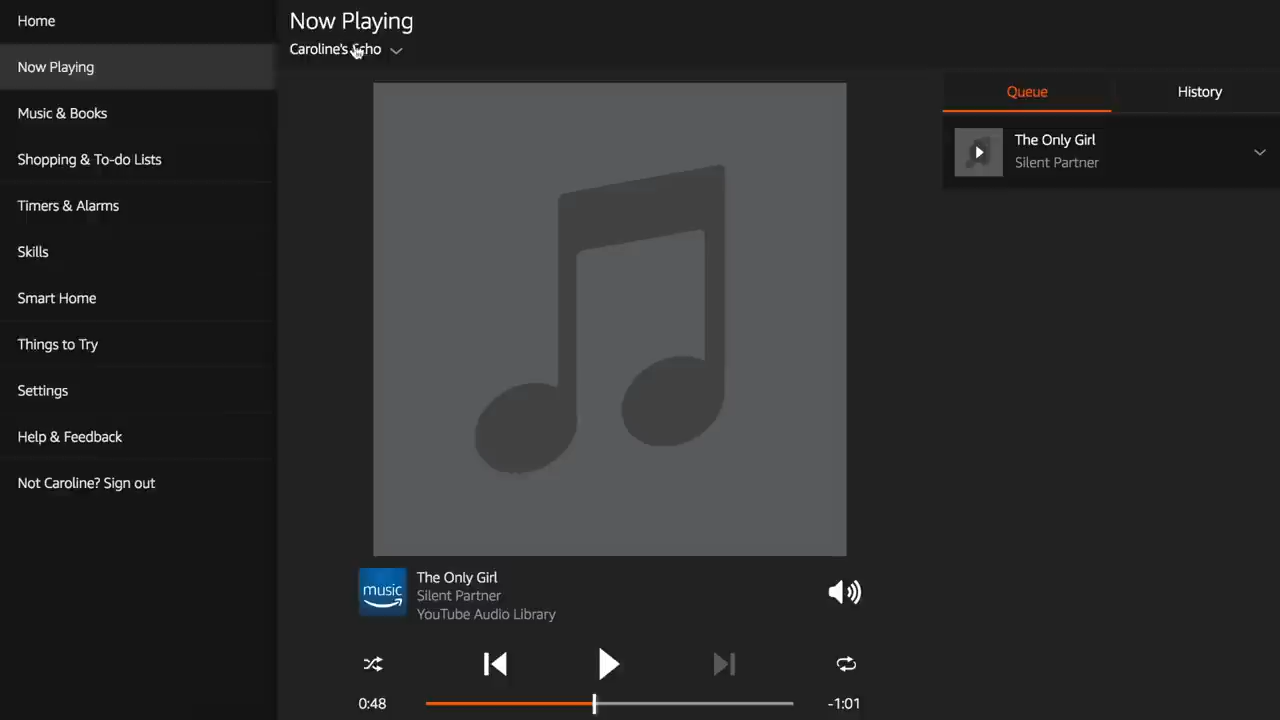 Home
Now Playing
Music & Books
Shopping & To-do Lists
Timers & Alarms
Skills
Smart Home
Things to Try
Settings
Help & Feedback
Not Caroline? Sign out
Now Playing
Caroline's Echo
Queue
History
The Only Girl
Silent Partner
music
The Only Girl
Silent Partner
YouTube Audio Library
0:48
-1:01